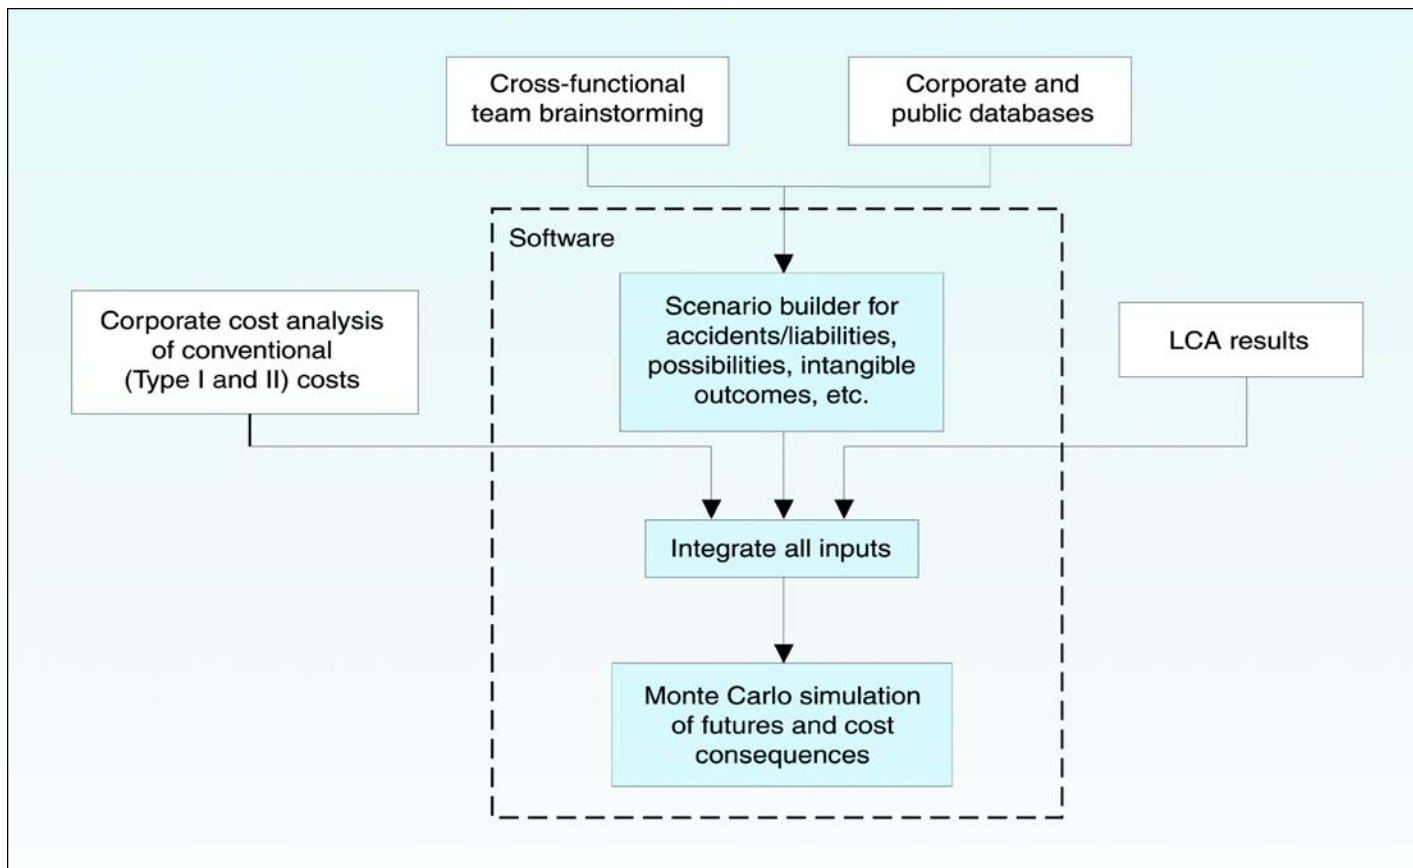 Cross-functional
team brainstorming
Corporate and
public databases
Software
Scenario builder for
accidents/liabilities,
possibilities, intangible
outcomes, etc.
Corporate cost analysis
of conventional
(Type I and II) costs
LCA results
Integrate all inputs
Monte Carlo simulation
of futures and cost
consequences